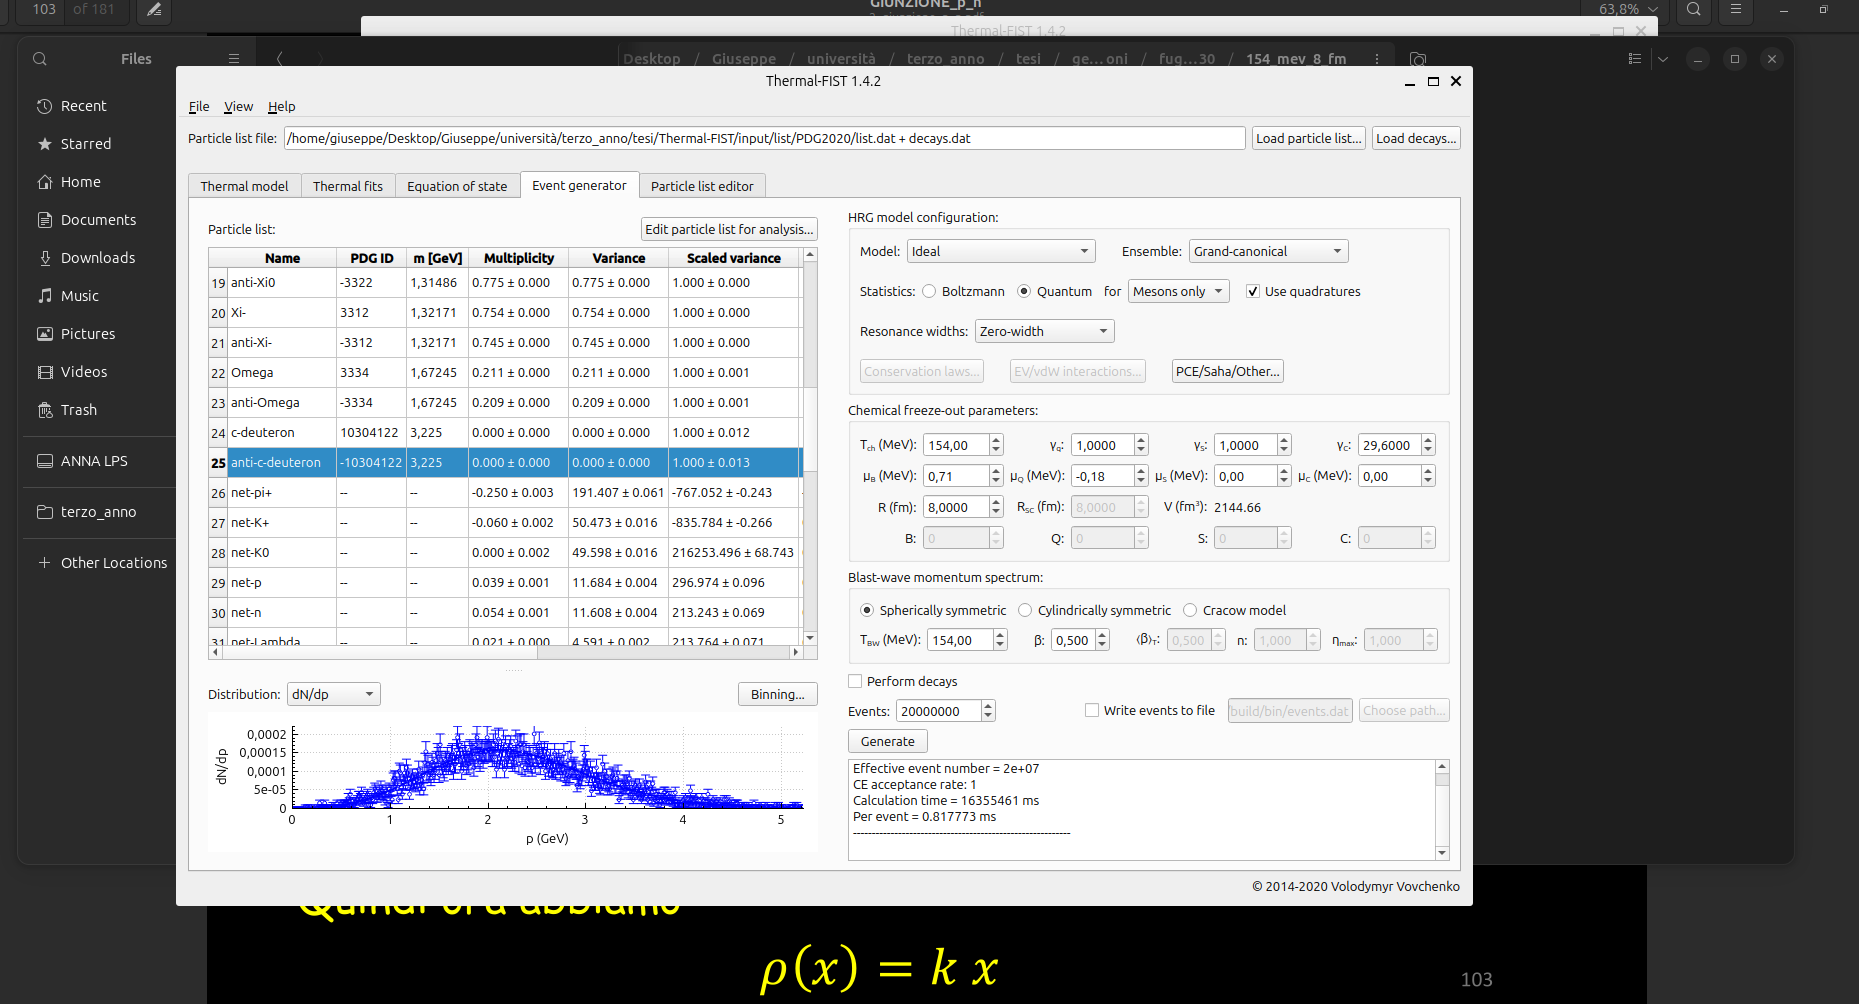 103 of 181
GIUNZIONE_p_n
63,8%
Thermal-FIST 1.4.2
Files
Desktop / Giuseppe / università / terzo_anno / tesi / ge…oni / fug…30 / 154_mev_8_fm
Recent
Starred
Home
Documents
Downloads
Music
Pictures
Videos
Trash
ANNA LPS
terzo_anno
Other Locations
Thermal-FIST 1.4.2
File View Help
Particle list file: /home/giuseppe/Desktop/Giuseppe/università/terzo_anno/tesi/Thermal-FIST/input/list/PDG2020/list.dat + decays.dat Load particle list... Load decays...
Thermal model Thermal fits Equation of state Event generator Particle list editor
Particle list: Edit particle list for analysis...
Name PDG ID m [GeV] Multiplicity Variance Scaled variance
19 anti-Xi0 -3322 1,31486 0.775 ± 0.000 0.775 ± 0.000 1.000 ± 0.000
20 Xi- 3312 1,32171 0.754 ± 0.000 0.754 ± 0.000 1.000 ± 0.000
21 anti-Xi- -3312 1,32171 0.745 ± 0.000 0.745 ± 0.000 1.000 ± 0.000
22 Omega 3334 1,67245 0.211 ± 0.000 0.211 ± 0.000 1.000 ± 0.001
23 anti-Omega -3334 1,67245 0.209 ± 0.000 0.209 ± 0.000 1.000 ± 0.001
24 c-deuteron 10304122 3,225 0.000 ± 0.000 0.000 ± 0.000 1.000 ± 0.012
25 anti-c-deuteron -10304122 3,225 0.000 ± 0.000 0.000 ± 0.000 1.000 ± 0.013
26 net-pi+ -- -- -0.250 ± 0.003 191.407 ± 0.061 -767.052 ± -0.243
27 net-K+ -- -- -0.060 ± 0.002 50.473 ± 0.016 -835.784 ± -0.266
28 net-K0 -- -- 0.000 ± 0.002 49.598 ± 0.016 216253.496 ± 68.743
29 net-p -- -- 0.039 ± 0.001 11.684 ± 0.004 296.974 ± 0.096
30 net-n -- -- 0.054 ± 0.001 11.608 ± 0.004 213.243 ± 0.069
31 net-Lambda -- -- 0.021 ± 0.000 4.591 ± 0.002 213.764 ± 0.071
Distribution: dN/dp Binning...
0,0002
0,00015
0,0001
5e-05
0
dN/dp
0 1 2 3 4 5
p (GeV)
HRG model configuration:
Model: Ideal Ensemble: Grand-canonical
Statistics: Boltzmann Quantum for Mesons only Use quadratures
Resonance widths: Zero-width
Conservation laws... EV/vdW interactions... PCE/Saha/Other...
Chemical freeze-out parameters:
Tch (MeV): 154,00 γq: 1,0000 γS: 1,0000 γC: 29,6000
μB (MeV): 0,71 μQ (MeV): -0,18 μS (MeV): 0,00 μC (MeV): 0,00
R (fm): 8,0000 RSC (fm): 8,0000 V (fm³): 2144.66
B: 0 Q: 0 S: 0 C: 0
Blast-wave momentum spectrum:
Spherically symmetric Cylindrically symmetric Cracow model
TBW (MeV): 154,00 β: 0,500 ⟨β⟩T: 0,500 n: 1,000 ηmax: 1,000
Perform decays
Events: 20000000 Write events to file build/bin/events.dat Choose path...
Generate
Effective event number = 2e+07
CE acceptance rate: 1
Calculation time = 16355461 ms
Per event = 0.817773 ms
----------------------------------------------------------
© 2014-2020 Volodymyr Vovchenko
Quindi ora abbiamo
ρ(x) = k x
103